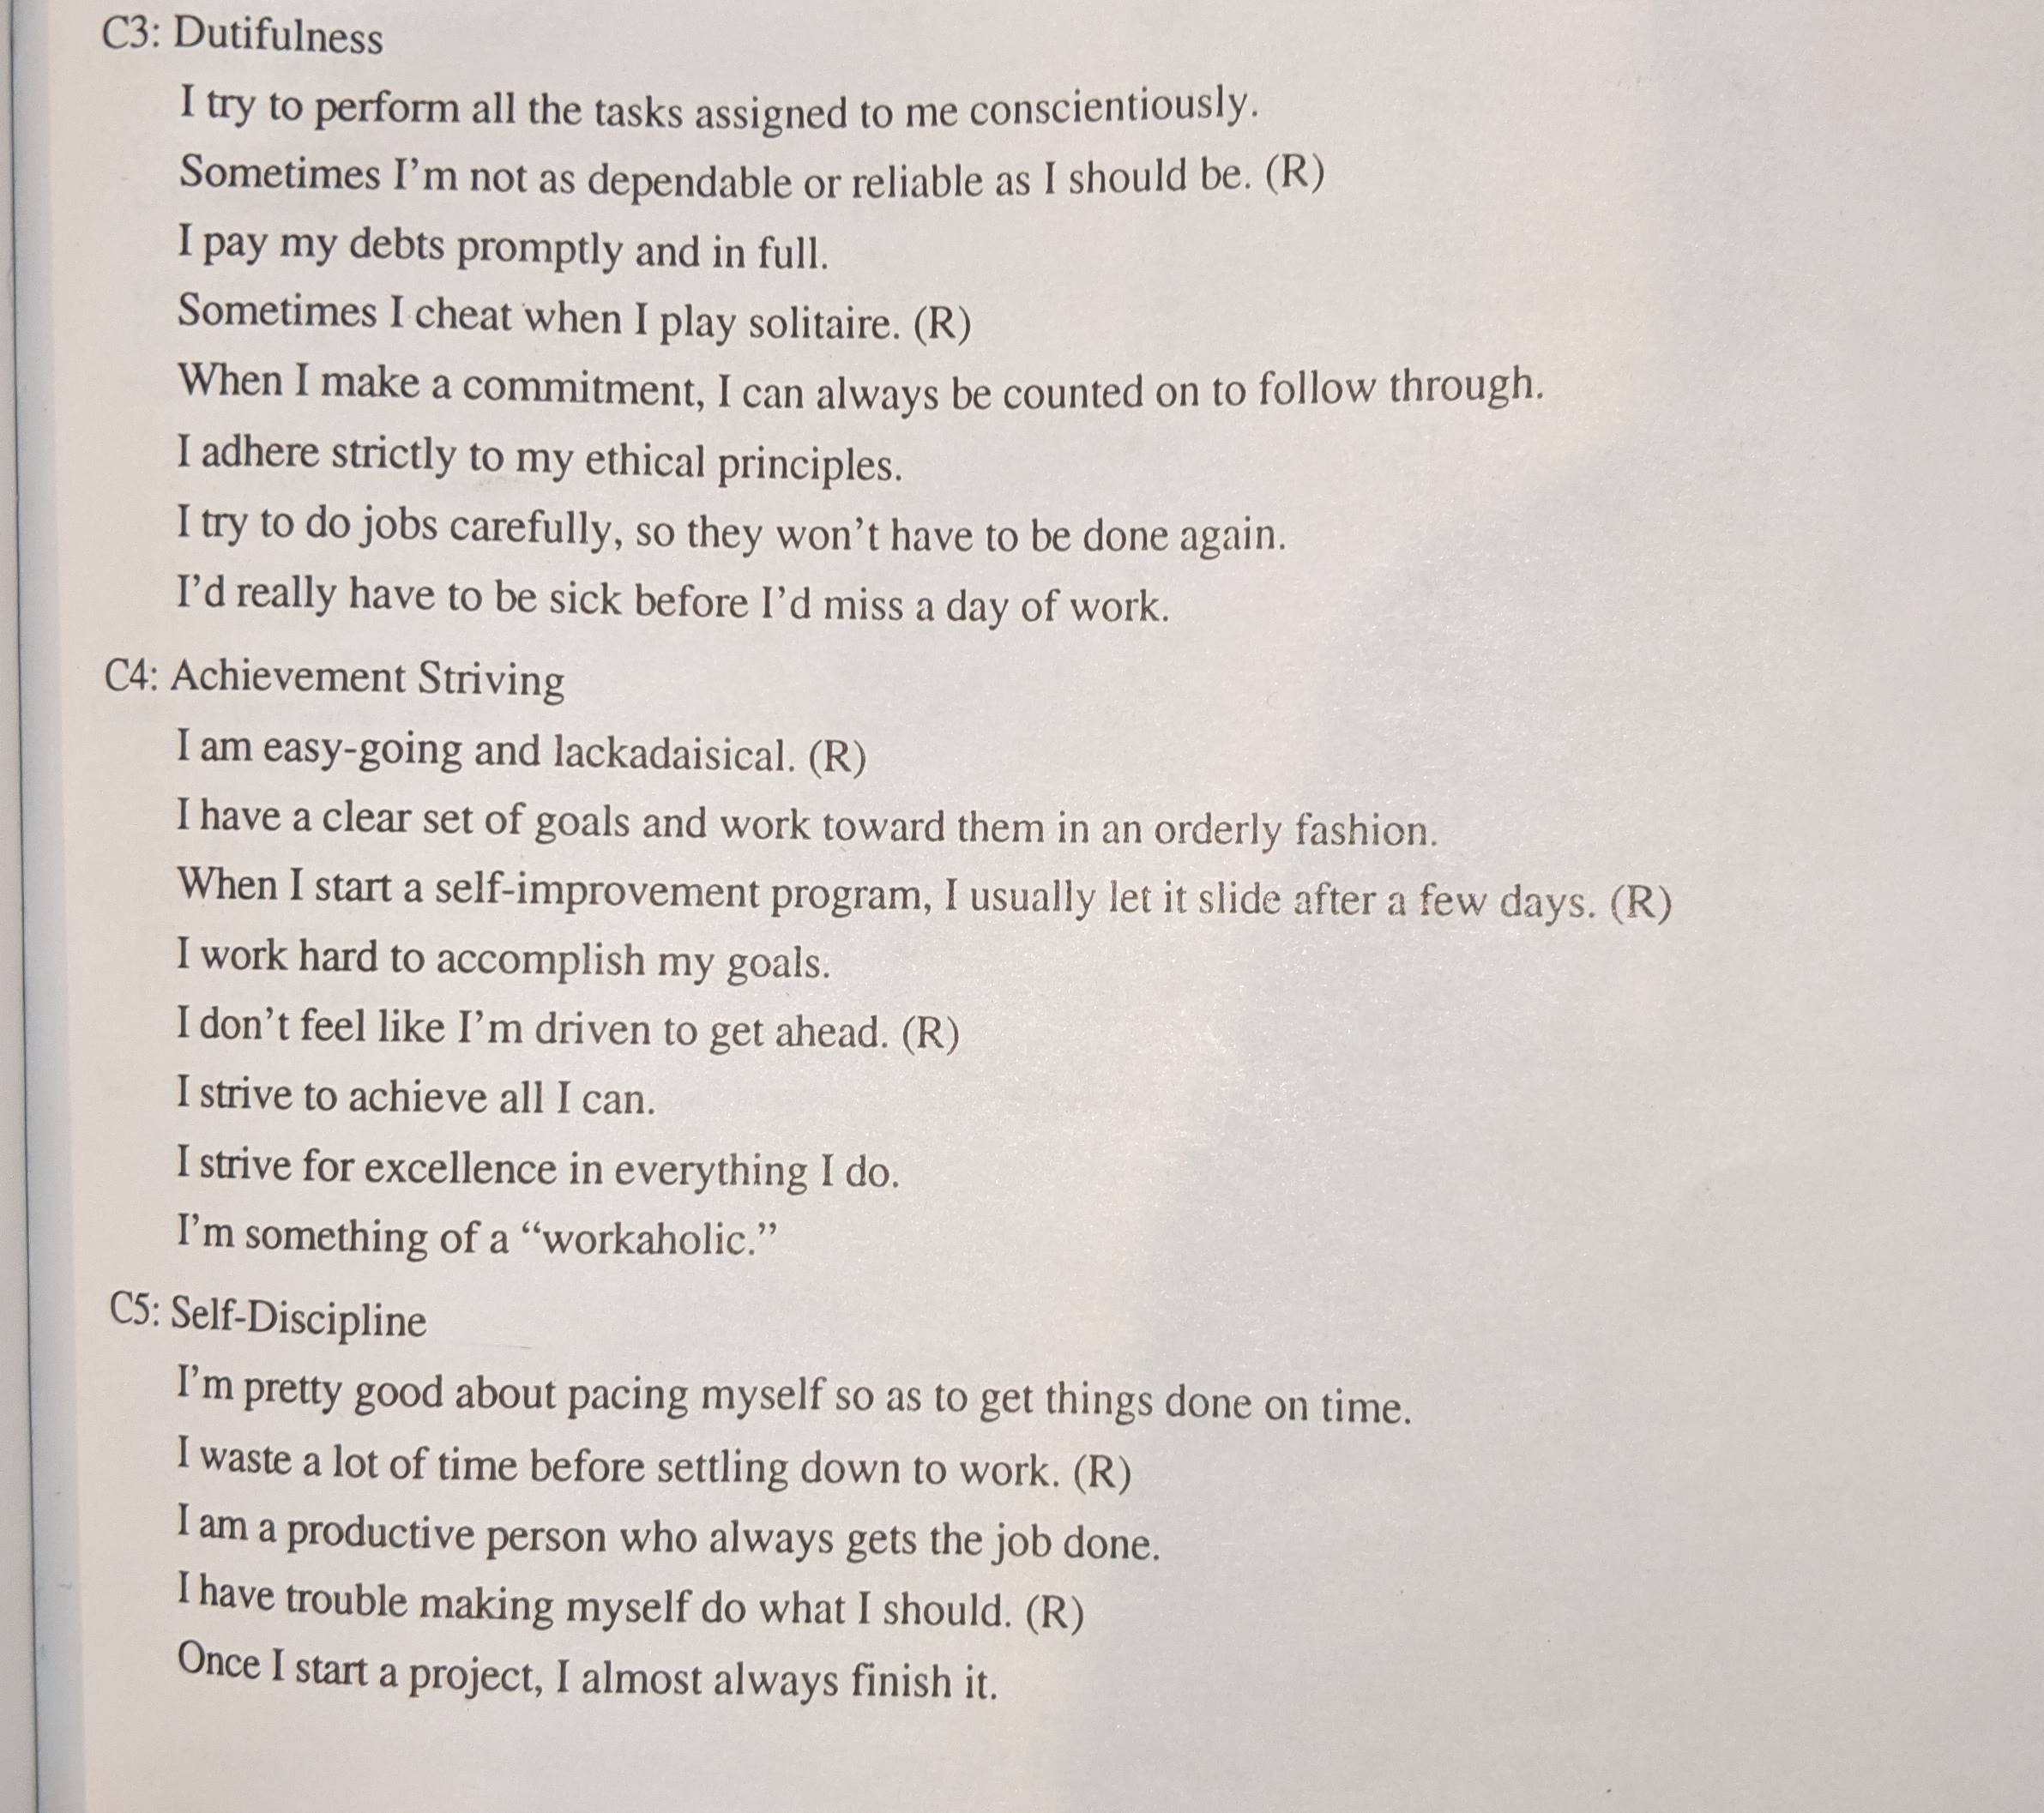 C3: Dutifulness
I try to perform all the tasks assigned to me conscientiously.
Sometimes I’m not as dependable or reliable as I should be. (R)
I pay my debts promptly and in full.
Sometimes I cheat when I play solitaire. (R)
When I make a commitment, I can always be counted on to follow through.
I adhere strictly to my ethical principles.
I try to do jobs carefully, so they won’t have to be done again.
I’d really have to be sick before I’d miss a day of work.
C4: Achievement Striving
I am easy-going and lackadaisical. (R)
I have a clear set of goals and work toward them in an orderly fashion.
When I start a self-improvement program, I usually let it slide after a few days. (R)
I work hard to accomplish my goals.
I don’t feel like I’m driven to get ahead. (R)
I strive to achieve all I can.
I strive for excellence in everything I do.
I’m something of a “workaholic.”
C5: Self-Discipline
I’m pretty good about pacing myself so as to get things done on time.
I waste a lot of time before settling down to work. (R)
I am a productive person who always gets the job done.
I have trouble making myself do what I should. (R)
Once I start a project, I almost always finish it.